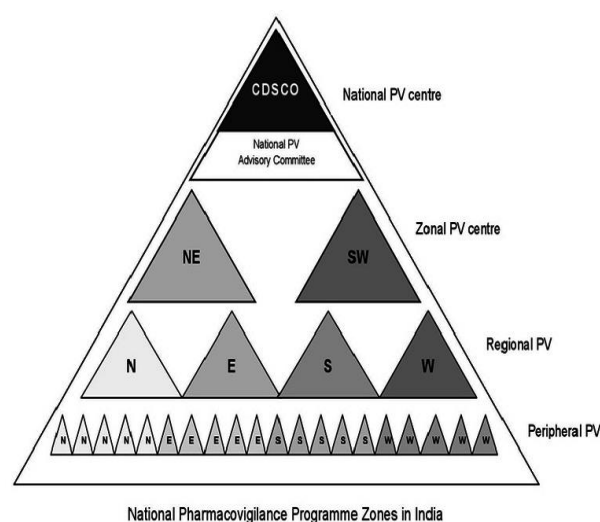 CDSCO
National PV centre
National PV
Advisory Committee
Zonal PV centre
NE SW
Regional PV
N E S W
Peripheral PV
N N N N N E E E E E S S S S S W W W W W
National Pharmacovigilance Programme Zones in India